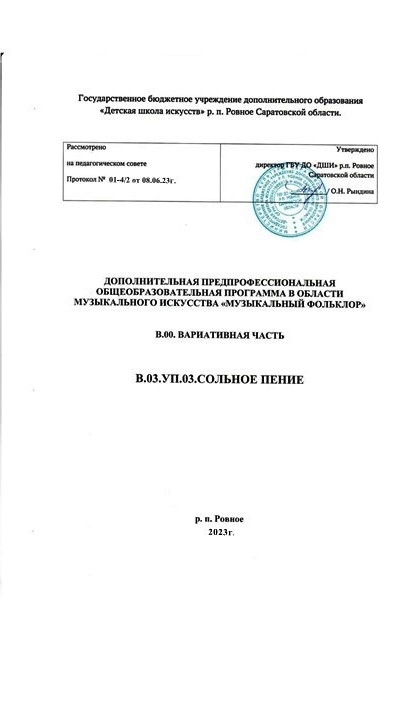 Государственное бюджетное учреждение дополнительного образования
«Детская школа искусств» р. п. Ровное Саратовской области.
Рассмотрено
на педагогическом совете
Протокол № 01-4/2 от 08.06.23г.
Утверждено
директор ГБУ ДО «ДШИ» р.п. Ровное
Саратовской области
/ О.Н. Рындина
ДОПОЛНИТЕЛЬНАЯ ПРЕДПРОФЕССИОНАЛЬНАЯ
ОБЩЕОБРАЗОВАТЕЛЬНАЯ ПРОГРАММА В ОБЛАСТИ
МУЗЫКАЛЬНОГО ИСКУССТВА «МУЗЫКАЛЬНЫЙ ФОЛЬКЛОР»
В.00. ВАРИАТИВНАЯ ЧАСТЬ
В.03.УП.03.СОЛЬНОЕ ПЕНИЕ
р. п. Ровное
2023г.